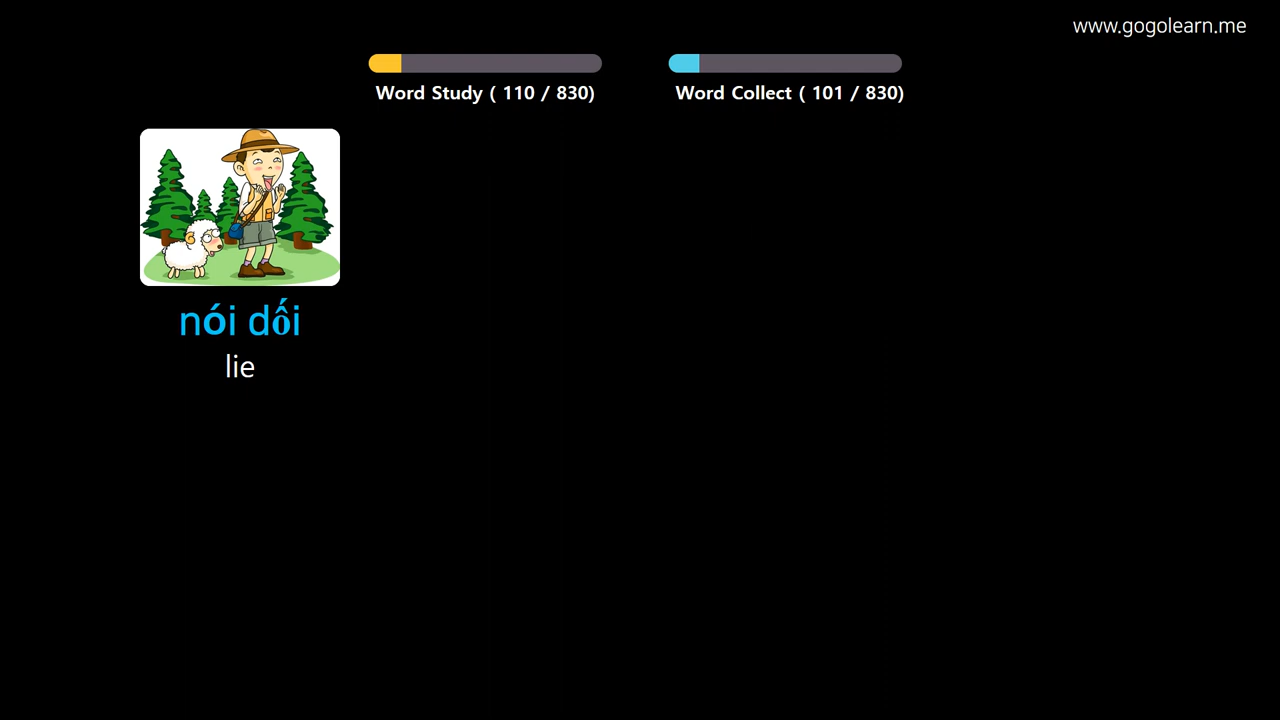 www.gogolearn.me
Word Study ( 110 / 830)
Word Collect ( 101 / 830)
nói dối
lie